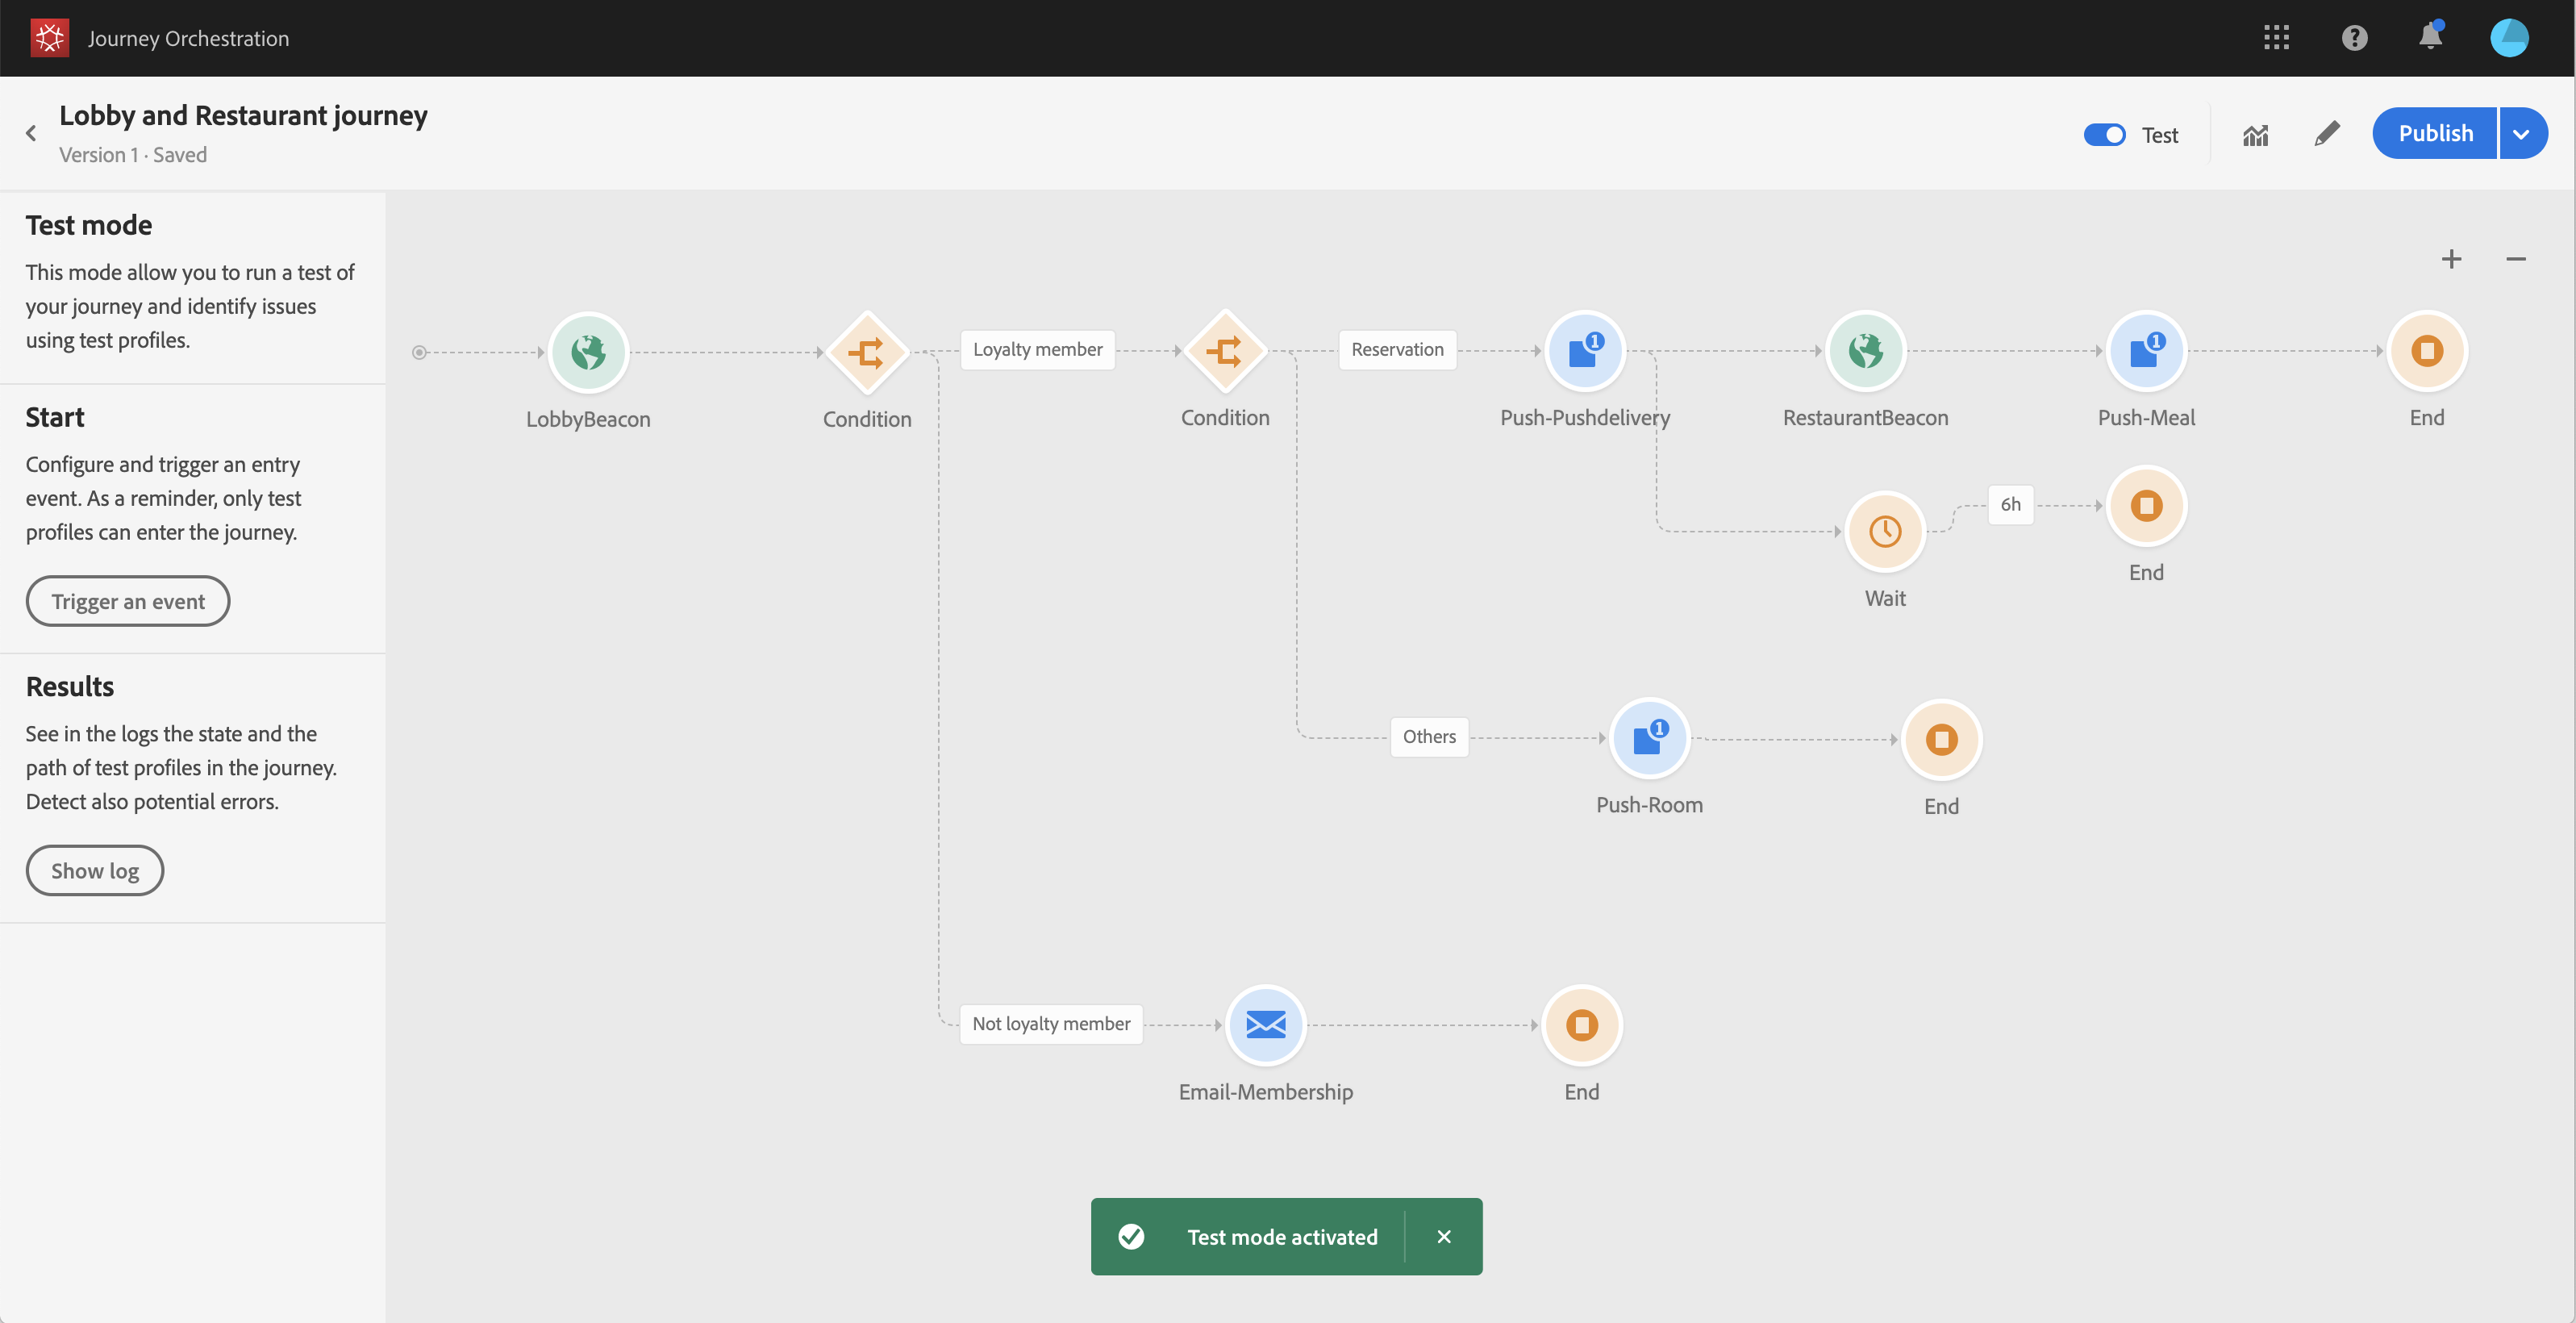 Journey Orchestration
Lobby and Restaurant journey
Version 1 · Saved
Test
Publish
Test mode
This mode allow you to run a test of
your journey and identify issues
using test profiles.
Start
Configure and trigger an entry
event. As a reminder, only test
profiles can enter the journey.
Trigger an event
Results
See in the logs the state and the
path of test profiles in the journey.
Detect also potential errors.
Show log
LobbyBeacon
Condition
Loyalty member
Condition
Reservation
1
Push-Pushdelivery
RestaurantBeacon
1
Push-Meal
End
Wait
6h
End
Others
1
Push-Room
End
Not loyalty member
Email-Membership
End
Test mode activated